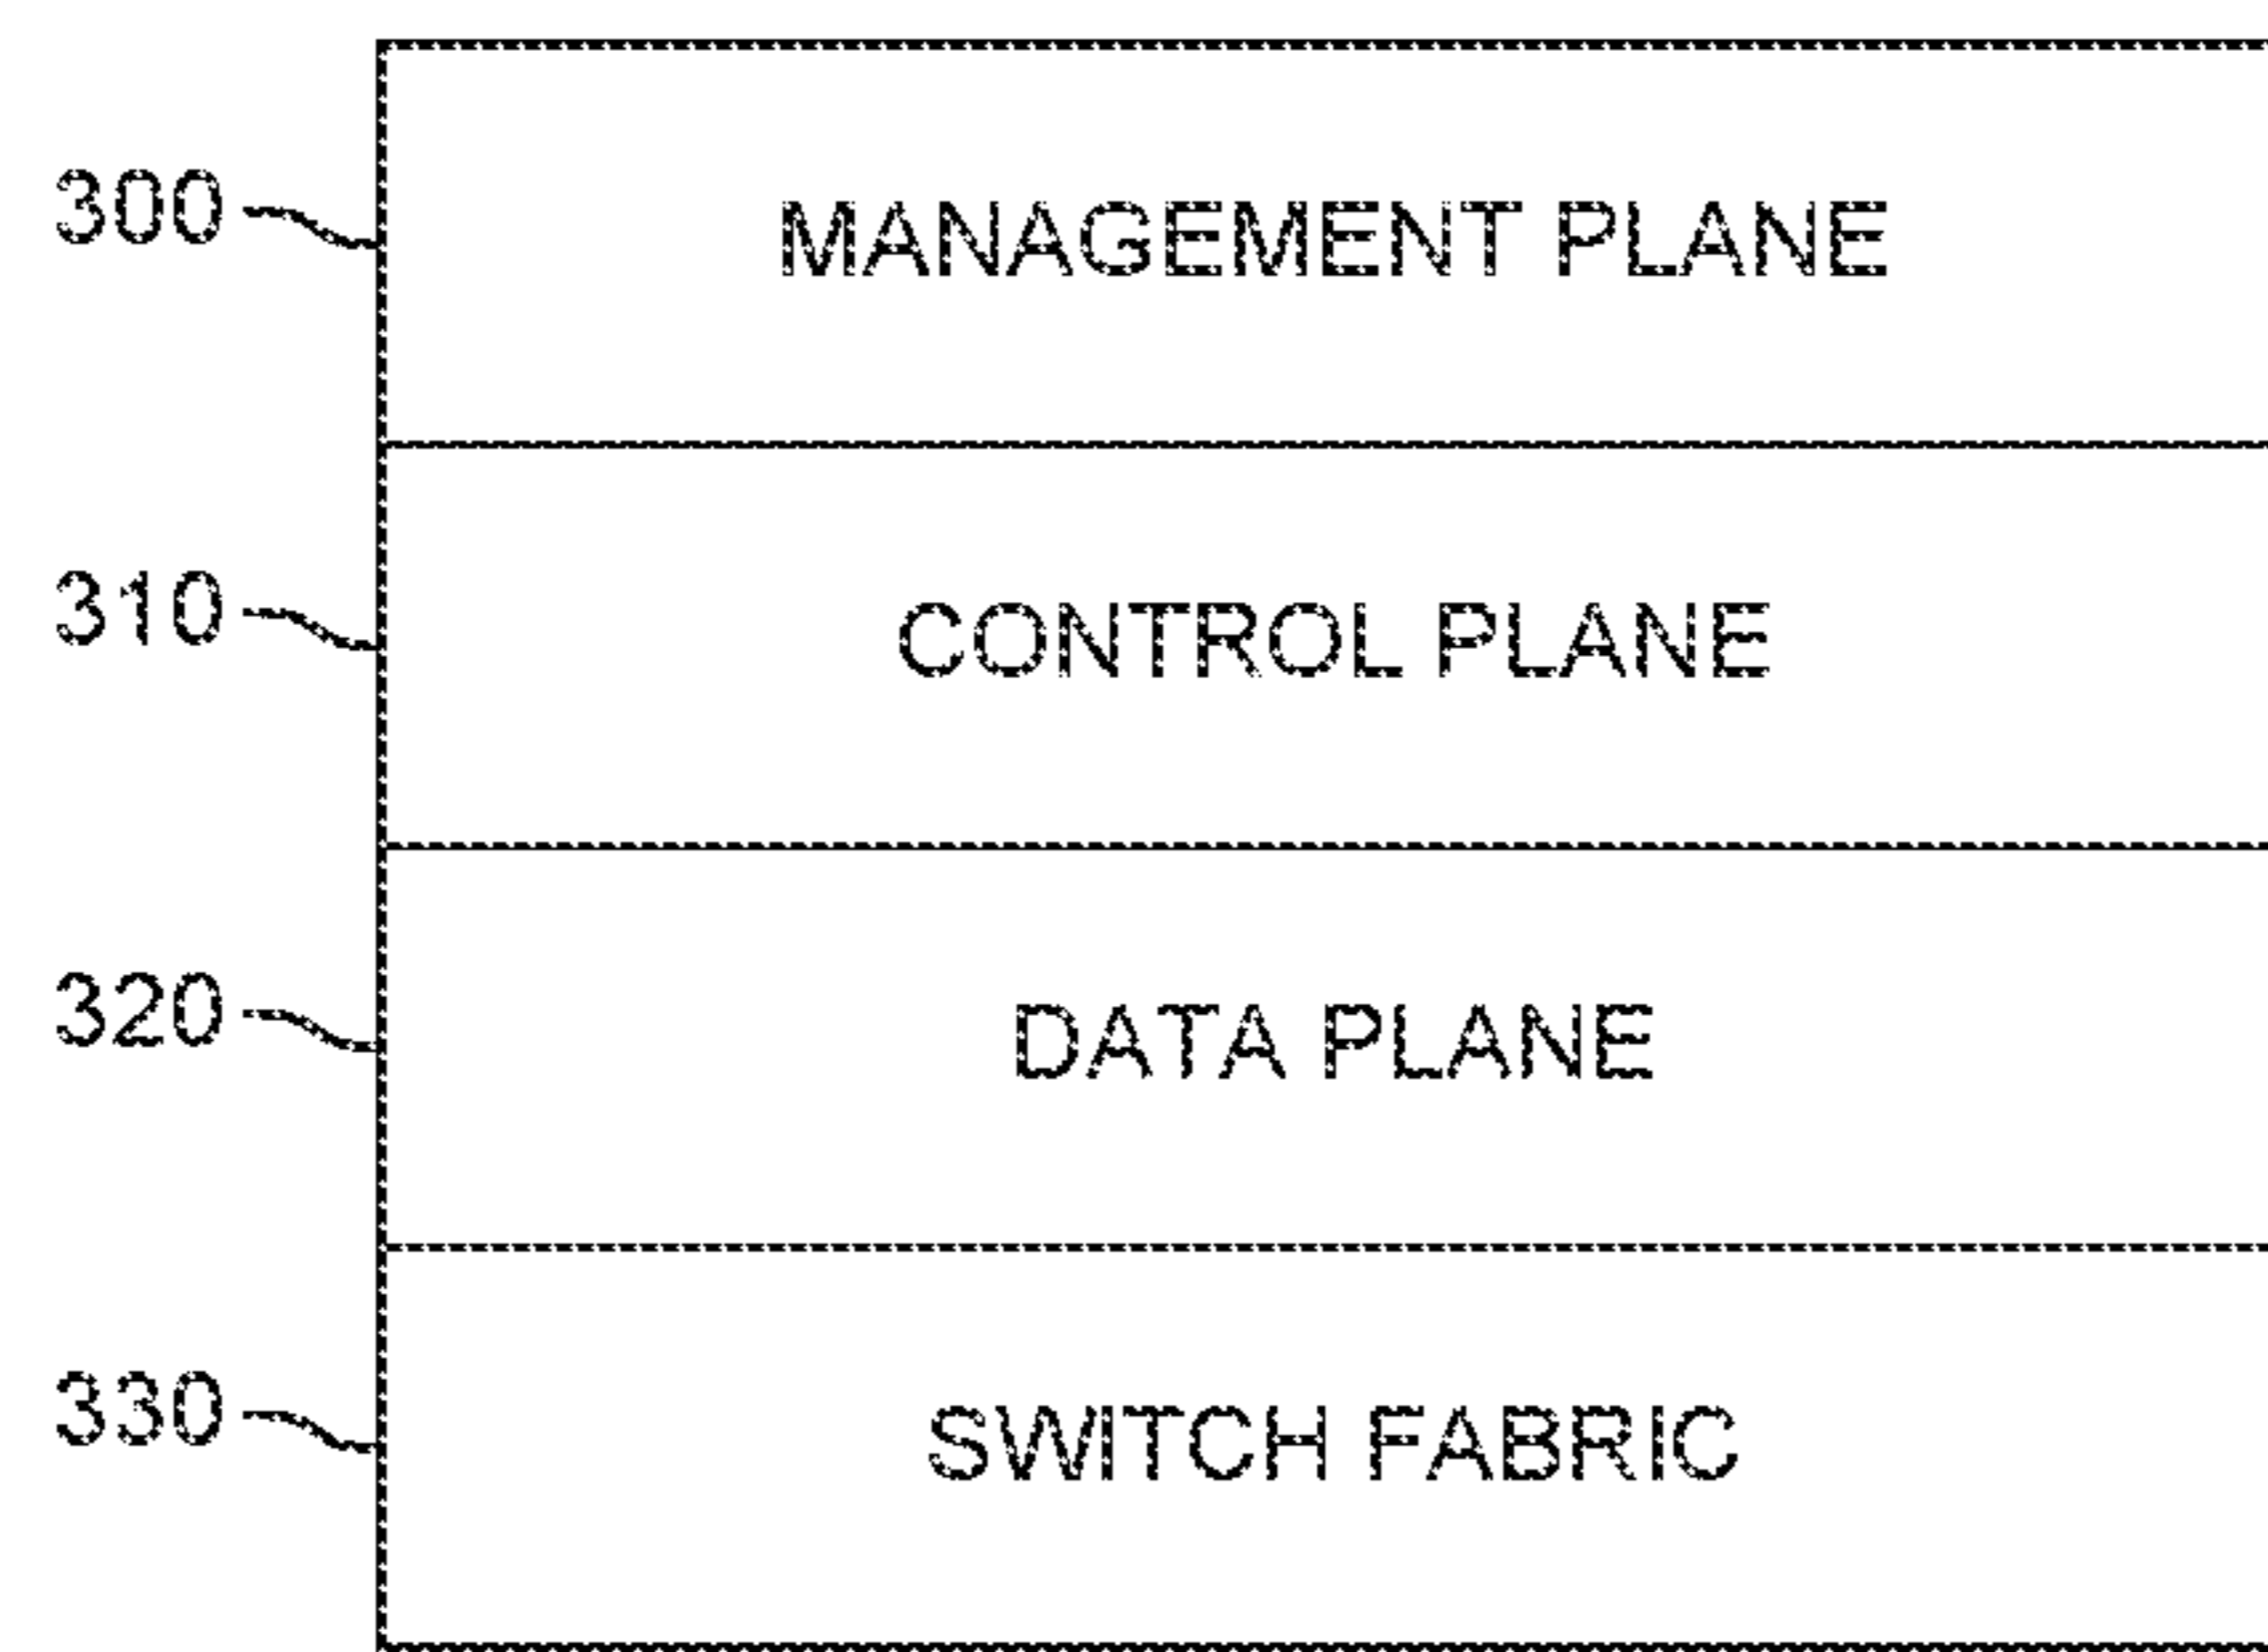 300 MANAGEMENT PLANE
310 CONTROL PLANE
320 DATA PLANE
330 SWITCH FABRIC